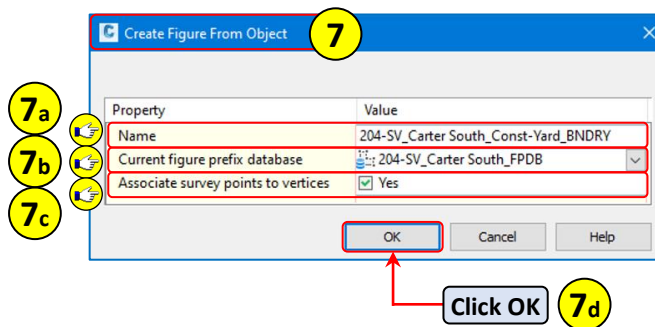 Create Figure From Object
7
Property Value
7a
Name 204-SV_Carter South_Const-Yard_BNDRY
7b
Current figure prefix database 204-SV_Carter South_FPDB
Associate survey points to vertices Yes
7c
OK Cancel Help
Click OK 7d